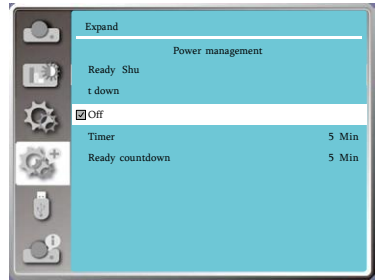 Expand
Power management
Ready Shu
t down
Off
Timer 5 Min
Ready countdown 5 Min